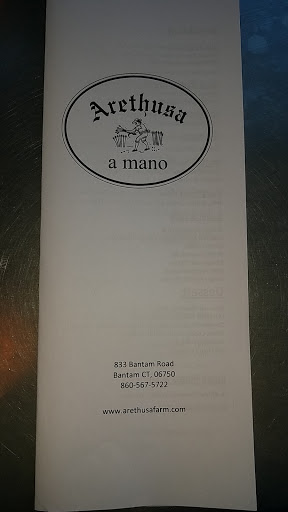 Arethusa
a mano
833 Bantam Road
Bantam CT, 06750
860-567-5722
www.arethusafarm.com